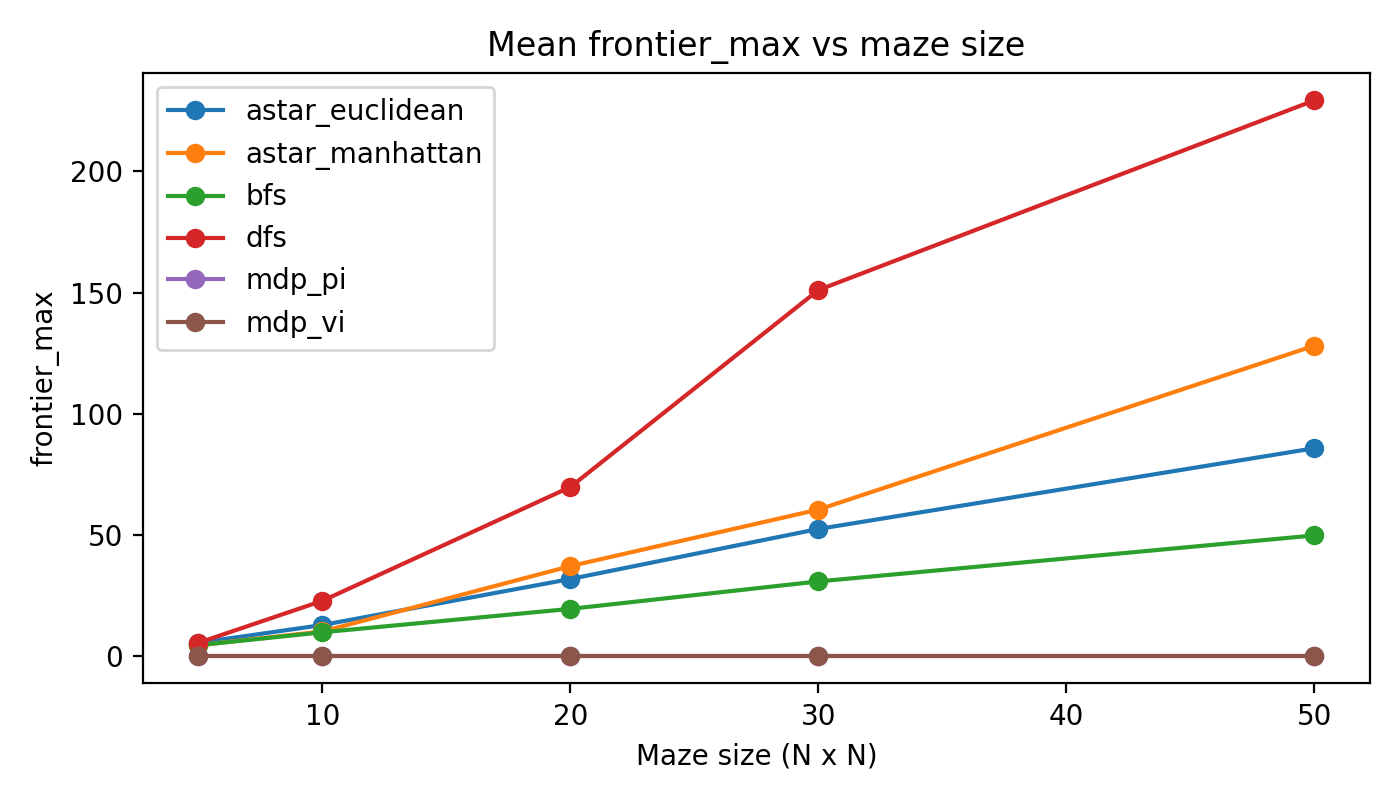 Mean frontier_max vs maze size
astar_euclidean
astar_manhattan
bfs
dfs
mdp_pi
mdp_vi
frontier_max
200
150
100
50
0
10
20
30
40
50
Maze size (N x N)